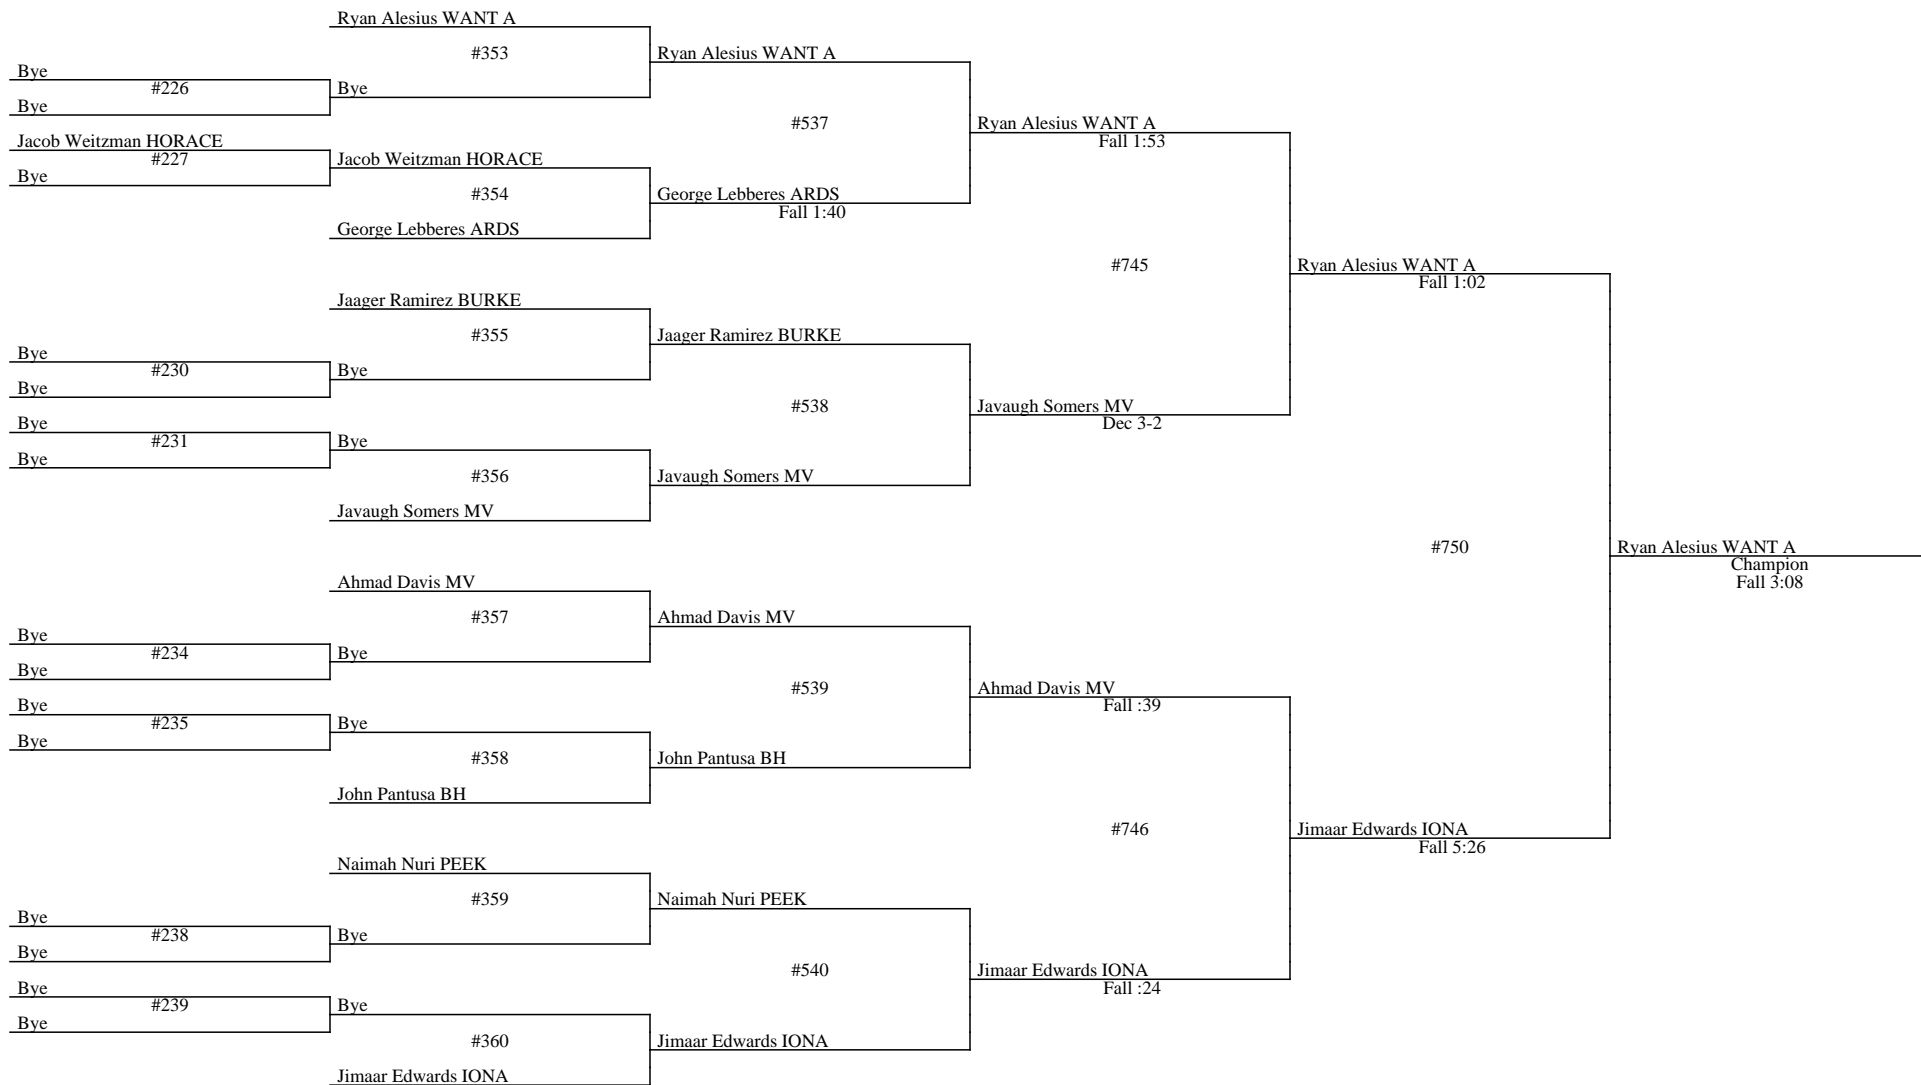 Ryan Alesius WANT A
#353
Ryan Alesius WANT A
Bye
#226
Bye
Bye
#537
Ryan Alesius WANT A
Fall 1:53
Jacob Weitzman HORACE
#227
Jacob Weitzman HORACE
Bye
#354
George Lebberes ARDS
Fall 1:40
George Lebberes ARDS
#745
Ryan Alesius WANT A
Fall 1:02
Jaager Ramirez BURKE
#355
Jaager Ramirez BURKE
Bye
#230
Bye
Bye
#538
Javaugh Somers MV
Dec 3-2
Bye
#231
Bye
Bye
#356
Javaugh Somers MV
Javaugh Somers MV
#750
Ryan Alesius WANT A
Champion
Fall 3:08
Ahmad Davis MV
#357
Ahmad Davis MV
Bye
#234
Bye
Bye
#539
Ahmad Davis MV
Fall :39
Bye
#235
Bye
Bye
#358
John Pantusa BH
John Pantusa BH
#746
Jimaar Edwards IONA
Fall 5:26
Naimah Nuri PEEK
#359
Naimah Nuri PEEK
Bye
#238
Bye
Bye
#540
Jimaar Edwards IONA
Fall :24
Bye
#239
Bye
Bye
#360
Jimaar Edwards IONA
Jimaar Edwards IONA